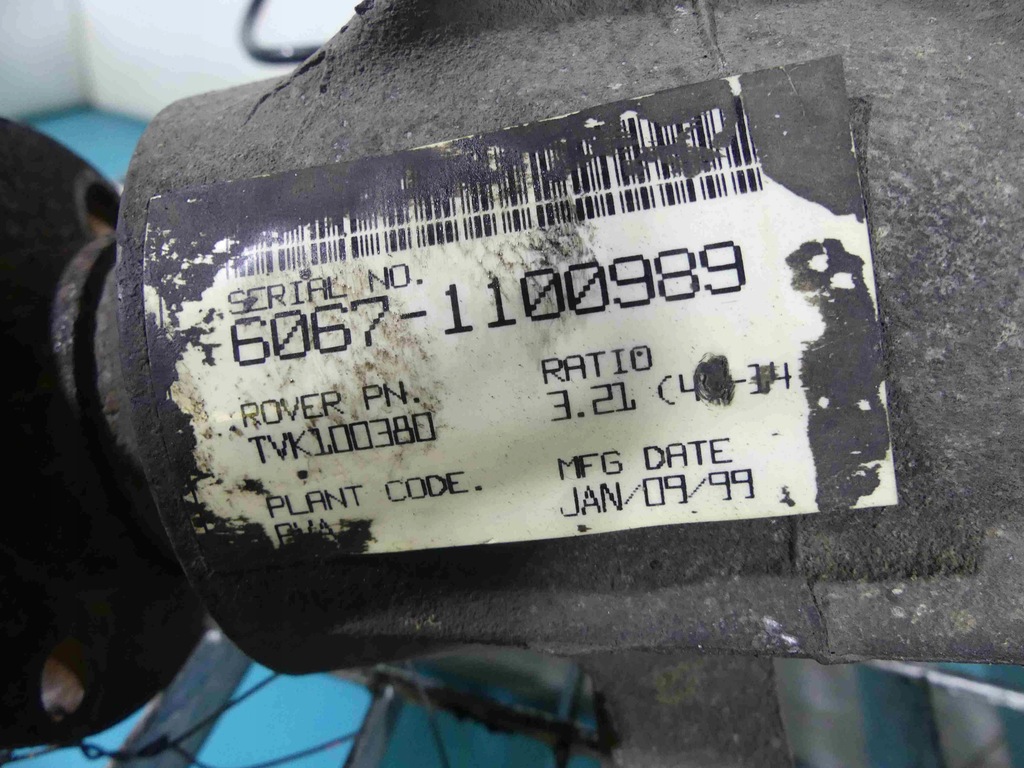 SERIAL NO.
6067-1100989
ROVER PN.
TVK100380
RATIO
3.21
PLANT CODE.
MFG DATE
JAN/09/99